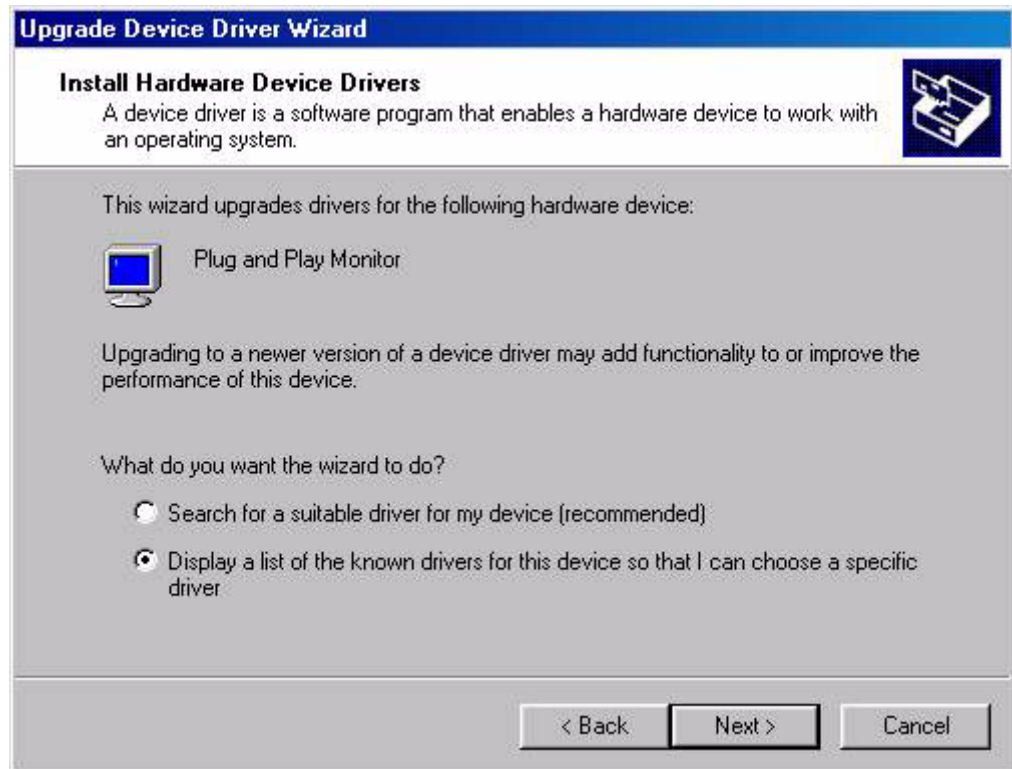 Upgrade Device Driver Wizard
Install Hardware Device Drivers
A device driver is a software program that enables a hardware device to work with
an operating system.
This wizard upgrades drivers for the following hardware device:
Plug and Play Monitor
Upgrading to a newer version of a device driver may add functionality to or improve the
performance of this device.
What do you want the wizard to do?
Search for a suitable driver for my device (recommended)
Display a list of the known drivers for this device so that I can choose a specific
driver
< Back Next > Cancel